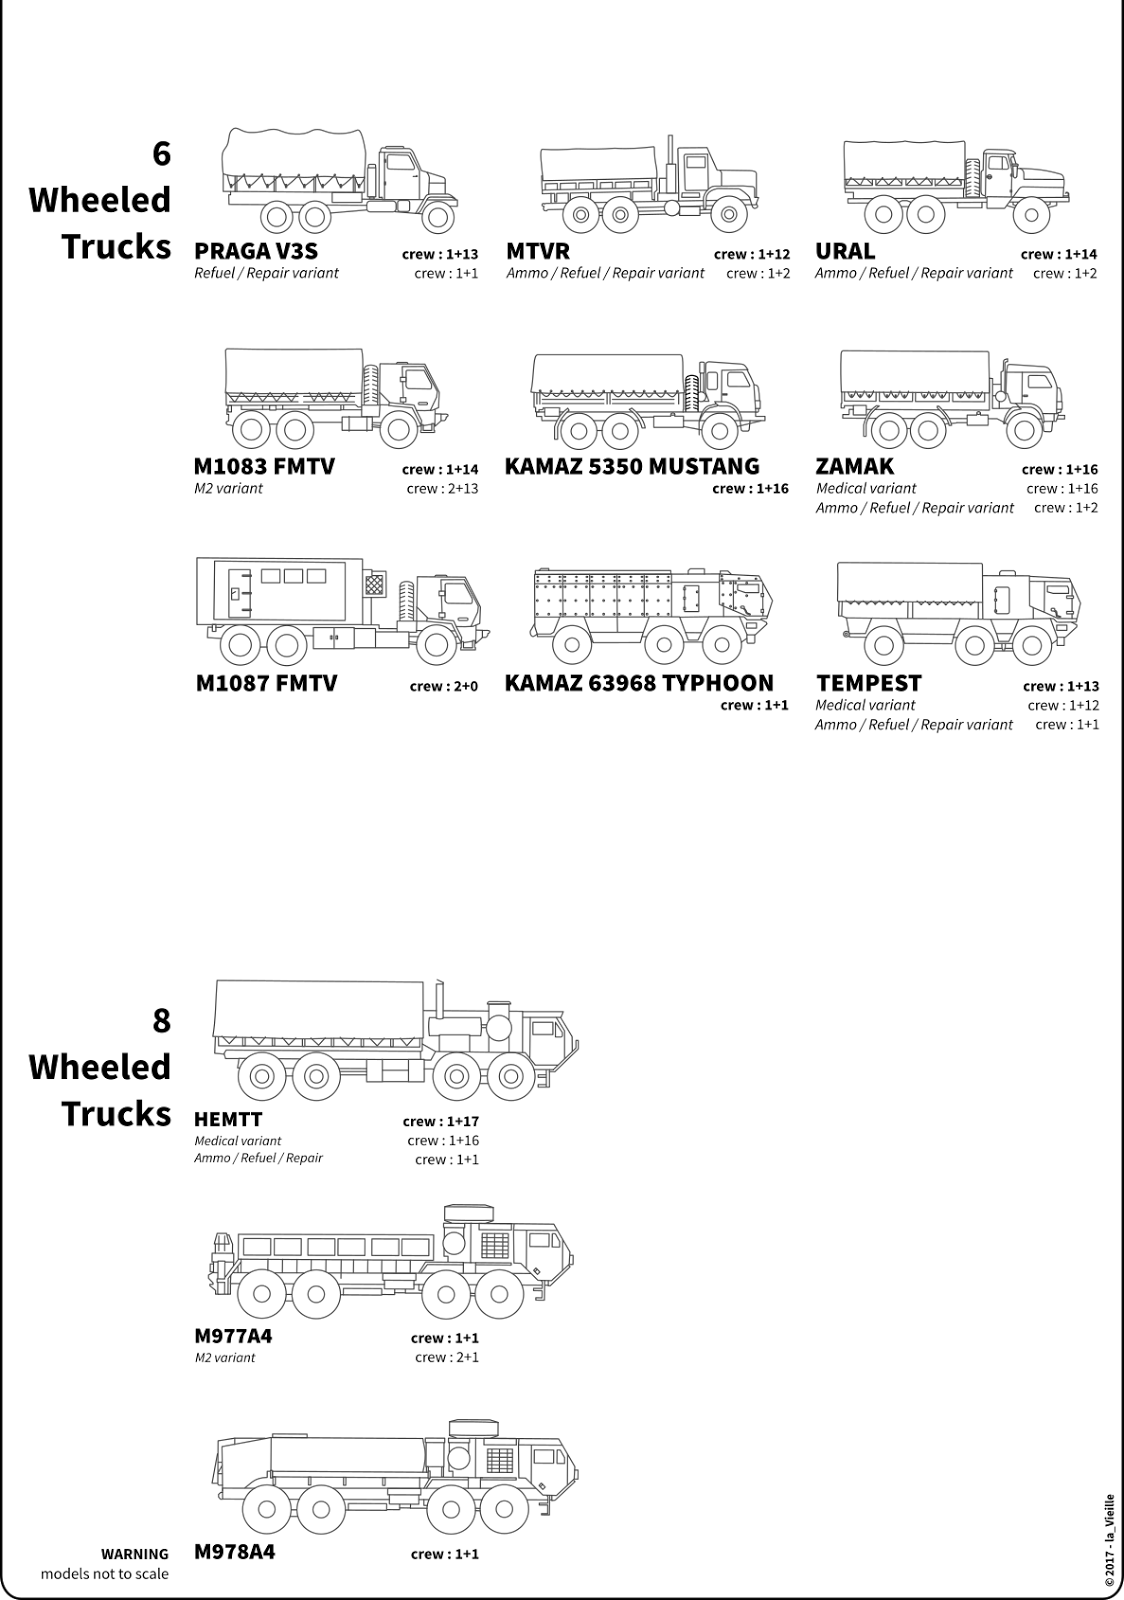 6
Wheeled
Trucks
PRAGA V3S crew : 1+13
Refuel / Repair variant crew : 1+1
MTVR crew : 1+12
Ammo / Refuel / Repair variant crew : 1+2
URAL crew : 1+14
Ammo / Refuel / Repair variant crew : 1+2
M1083 FMTV crew : 1+14
M2 variant crew : 2+13
KAMAZ 5350 MUSTANG
crew : 1+16
ZAMAK crew : 1+16
Medical variant crew : 1+16
Ammo / Refuel / Repair variant crew : 1+2
M1087 FMTV crew : 2+0
KAMAZ 63968 TYPHOON
crew : 1+1
TEMPEST crew : 1+13
Medical variant crew : 1+12
Ammo / Refuel / Repair variant crew : 1+1
8
Wheeled
Trucks
HEMTT crew : 1+17
Medical variant crew : 1+16
Ammo / Refuel / Repair crew : 1+1
M977A4 crew : 1+1
M2 variant crew : 2+1
M978A4 crew : 1+1
WARNING
models not to scale
© 2017 - la_Vieille